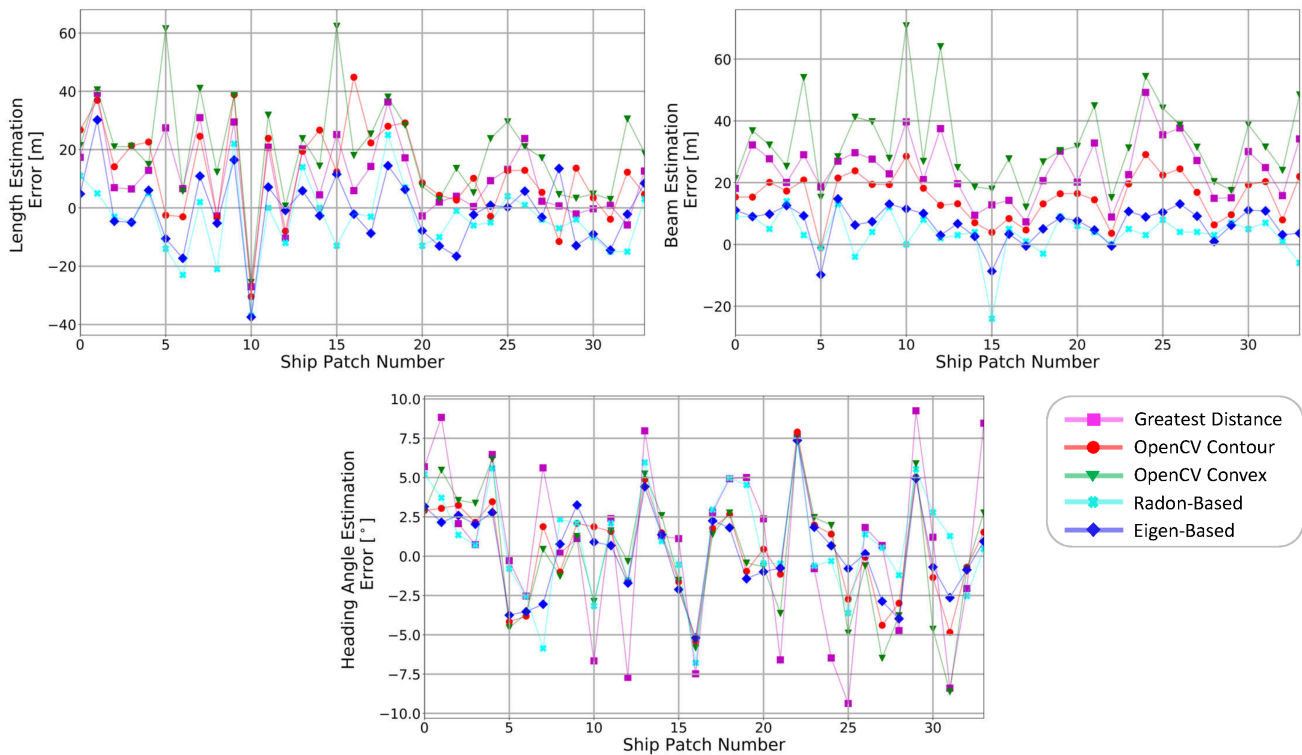 60
40
20
0
−20
−40
Length Estimation
Error [m]
0 5 10 15 20 25 30
Ship Patch Number
60
40
20
0
−20
Beam Estimation
Error [m]
0 5 10 15 20 25 30
Ship Patch Number
10.0
7.5
5.0
2.5
0.0
−2.5
−5.0
−7.5
−10.0
Heading Angle Estimation
Error [°]
0 5 10 15 20 25 30
Ship Patch Number
Greatest Distance
OpenCV Contour
OpenCV Convex
Radon-Based
Eigen-Based